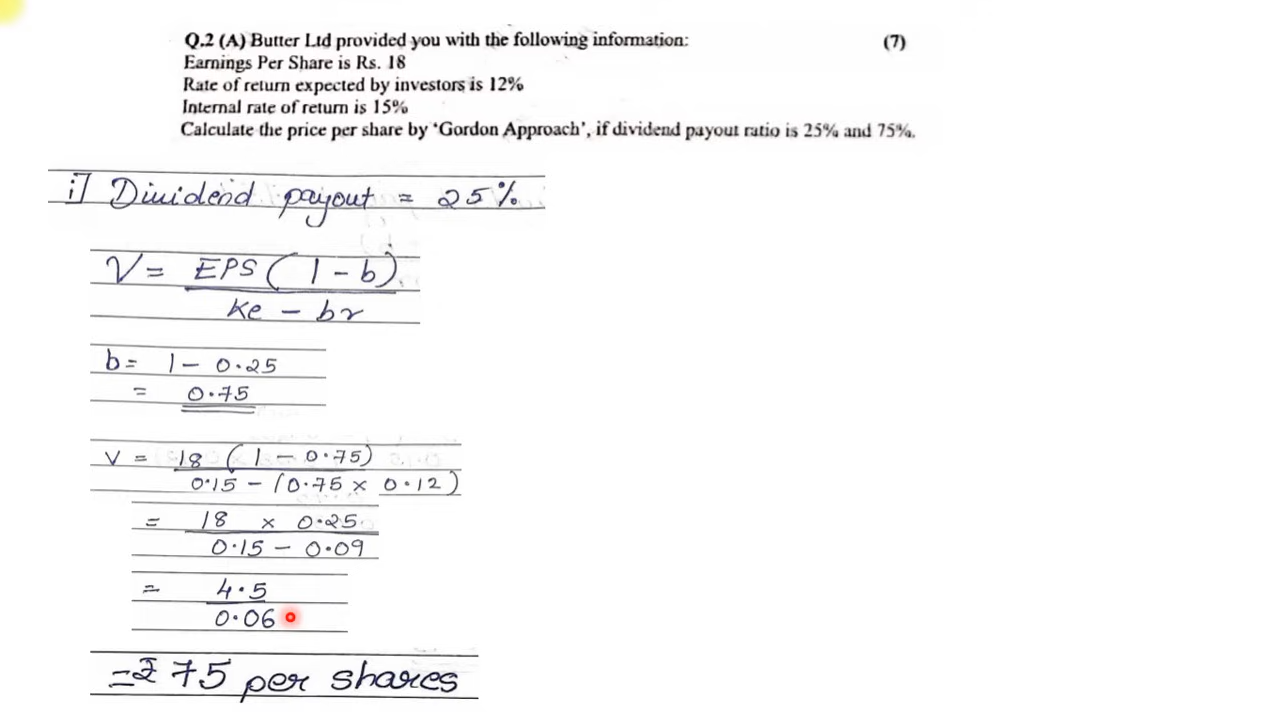 Q.2 (A) Butter Ltd provided you with the following information: (7)
Earnings Per Share is Rs. 18
Rate of return expected by investors is 12%
Internal rate of return is 15%
Calculate the price per share by 'Gordon Approach', if dividend payout ratio is 25% and 75%.
i] Dividend payout = 25%
V = EPS (1 - b)
Ke - br
b = 1 - 0.25
= 0.75
V = 18 (1 - 0.75)
0.15 - (0.75 x 0.12)
= 18 x 0.25
0.15 - 0.09
= 4.5
0.06
= ₹ 75 per shares